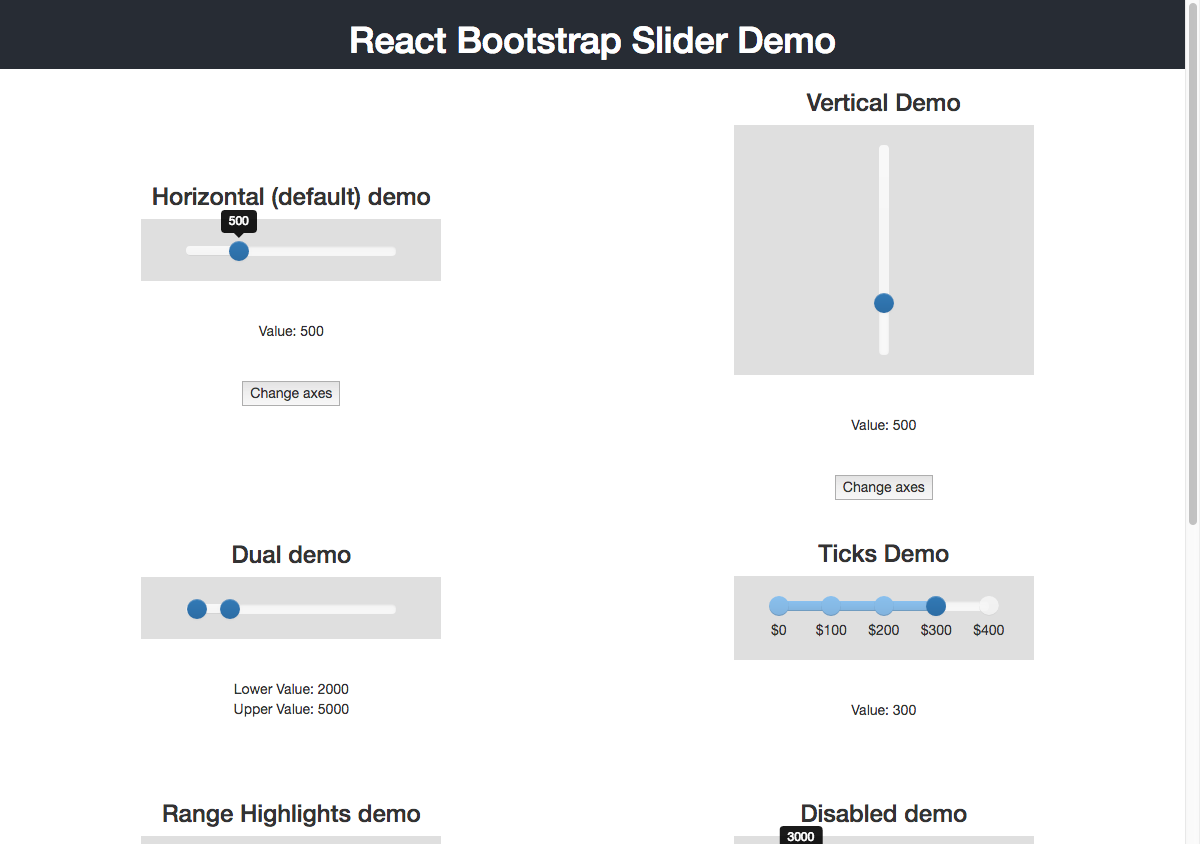 React Bootstrap Slider Demo
Horizontal (default) demo
500
Value: 500
Change axes
Vertical Demo
Value: 500
Change axes
Dual demo
Lower Value: 2000
Upper Value: 5000
Ticks Demo
$0 $100 $200 $300 $400
Value: 300
Range Highlights demo
Disabled demo
3000